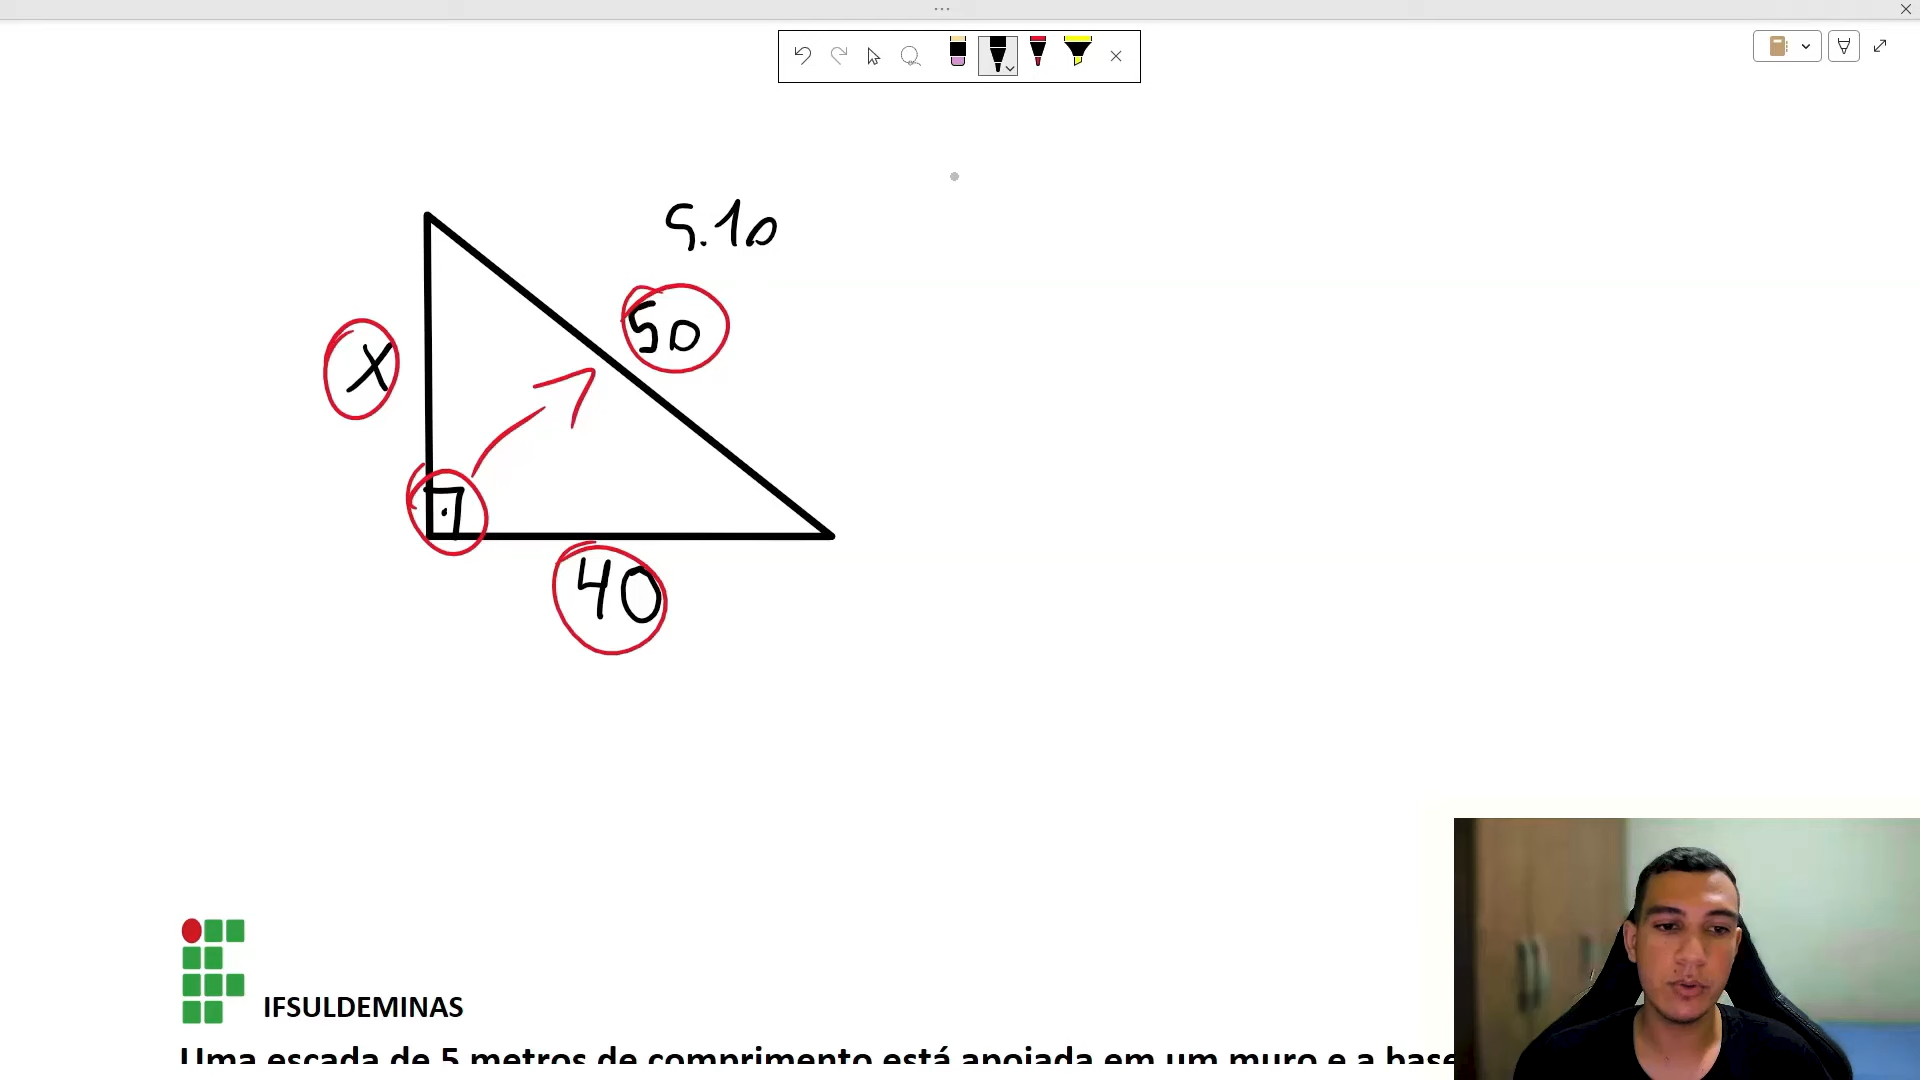 5.10
50
X
40
IFSULDEMINAS
Uma escada de 5 metros de comprimento está apoiada em um muro e a base